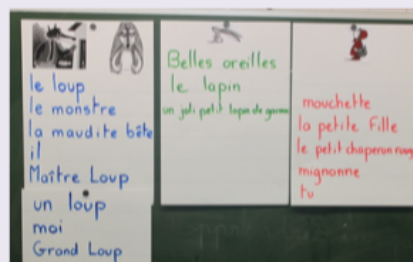 le loup
le monstre
la maudite bête
il
Maître Loup
un loup
moi
Grand Loup
Belles oreilles
le lapin
un joli petit lapin de garenne
mouchette
la petite fille
le petit chaperon rouge
mignonne
tu